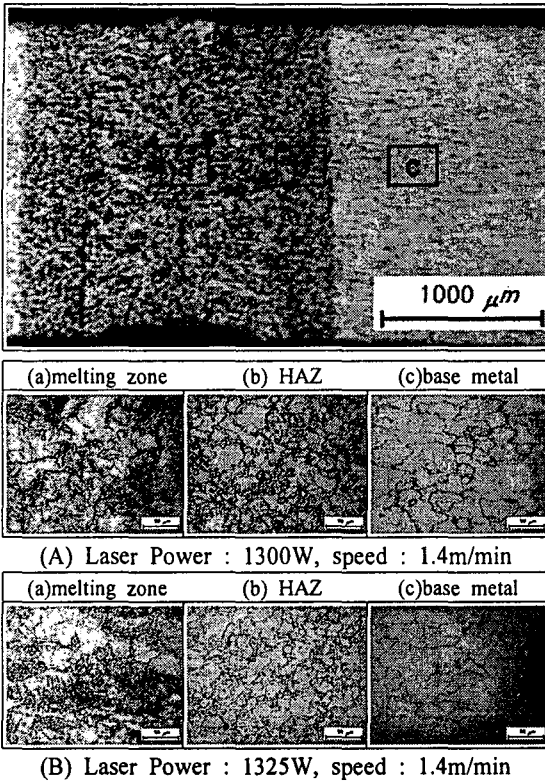 c
1000 μm
(a)melting zone (b) HAZ (c)base metal
(A) Laser Power : 1300W, speed : 1.4m/min
(a)melting zone (b) HAZ (c)base metal
(B) Laser Power : 1325W, speed : 1.4m/min